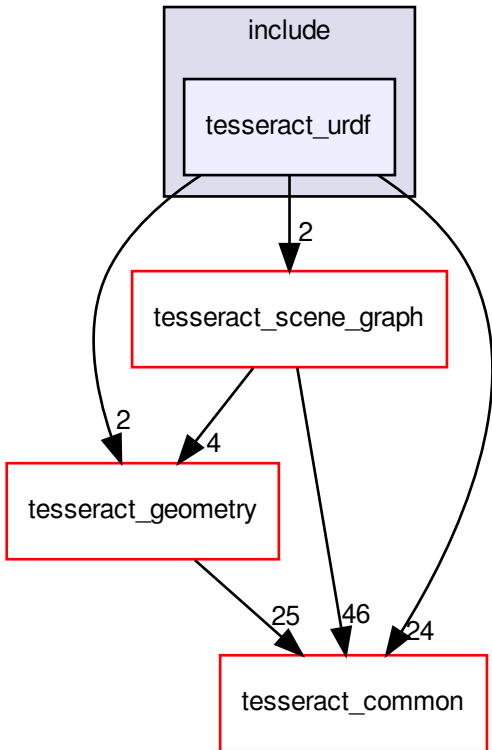 include
tesseract_urdf
2
tesseract_scene_graph
2
4
tesseract_geometry
25
46
24
tesseract_common